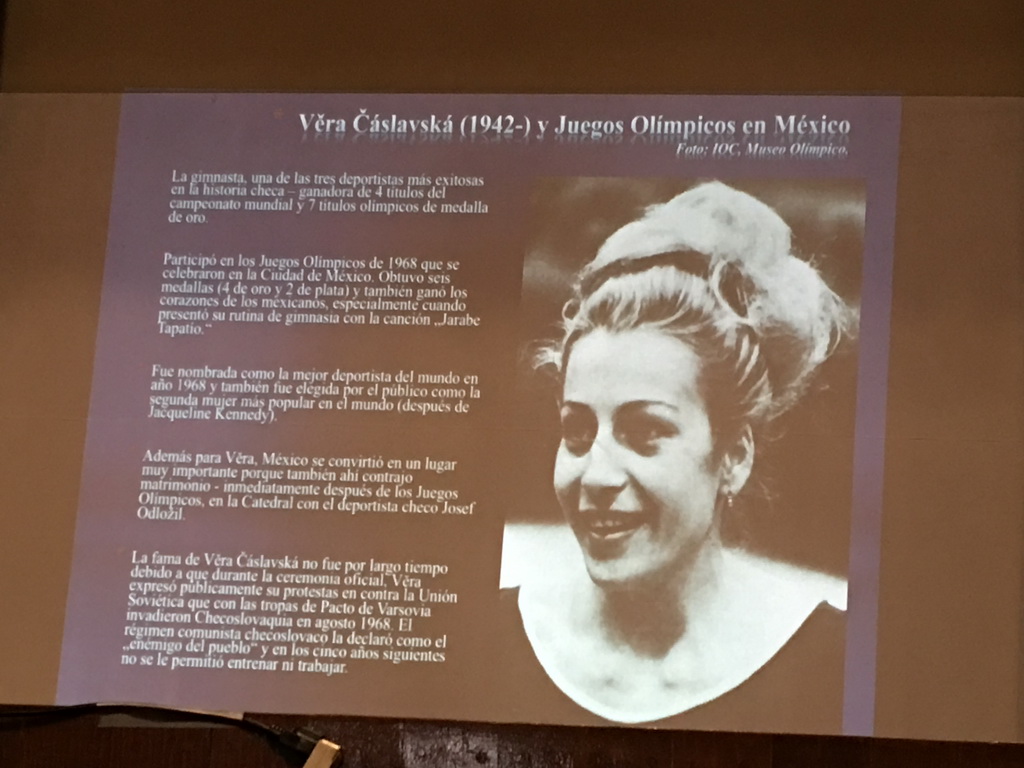 Věra Čáslavská (1942-) y Juegos Olímpicos en México
Foto: IOC, Museo Olímpico.
La gimnasta, una de las tres deportistas más exitosas
en la historia checa – ganadora de 4 títulos del
campeonato mundial y 7 títulos olímpicos de medalla
de oro.
Participó en los Juegos Olímpicos de 1968 que se
celebraron en la Ciudad de México. Obtuvo seis
medallas (4 de oro y 2 de plata) y también ganó los
corazones de los mexicanos, especialmente cuando
presentó su rutina de gimnasia con la canción „Jarabe
Tapatío.“
Fue nombrada como la mejor deportista del mundo en
año 1968 y también fue elegida por el público como la
segunda mujer más popular en el mundo (después de
Jacqueline Kennedy).
Además para Věra, México se convirtió en un lugar
muy importante porque también ahí contrajo
matrimonio - inmediatamente después de los Juegos
Olímpicos, en la Catedral con el deportista checo Josef
Odložil.
La fama de Věra Čáslavská no fue por largo tiempo
debido a que durante la ceremonia oficial, Věra
expresó públicamente su protestas en contra la Unión
Soviética que con las tropas de Pacto de Varsovia
invadieron Checoslovaquia en agosto 1968. El
régimen comunista checoslovaco la declaró como el
„enemigo del pueblo“ y en los cinco años siguientes
no se le permitió entrenar ni trabajar.